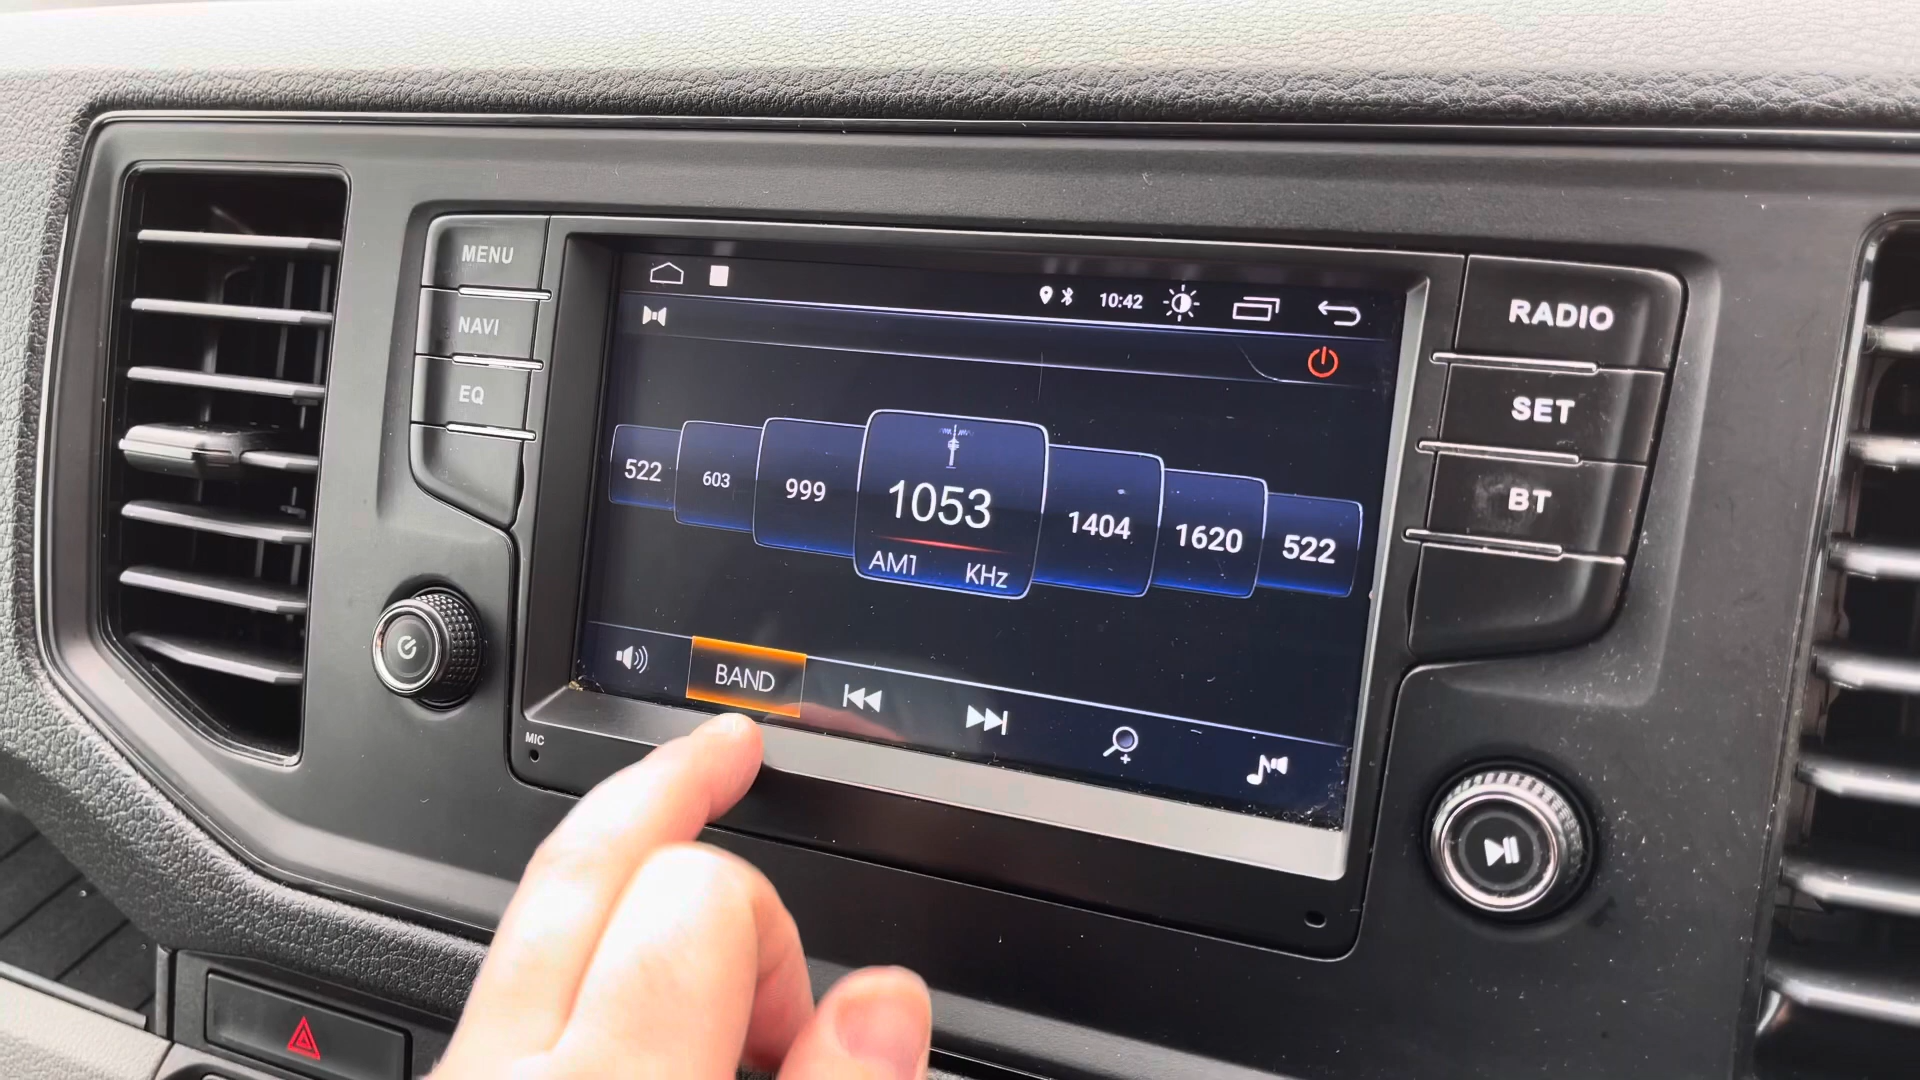 MENU
NAVI
EQ
10:42
RADIO
SET
BT
522
603
999
1053
AM1
KHz
1404
1620
522
BAND
MIC